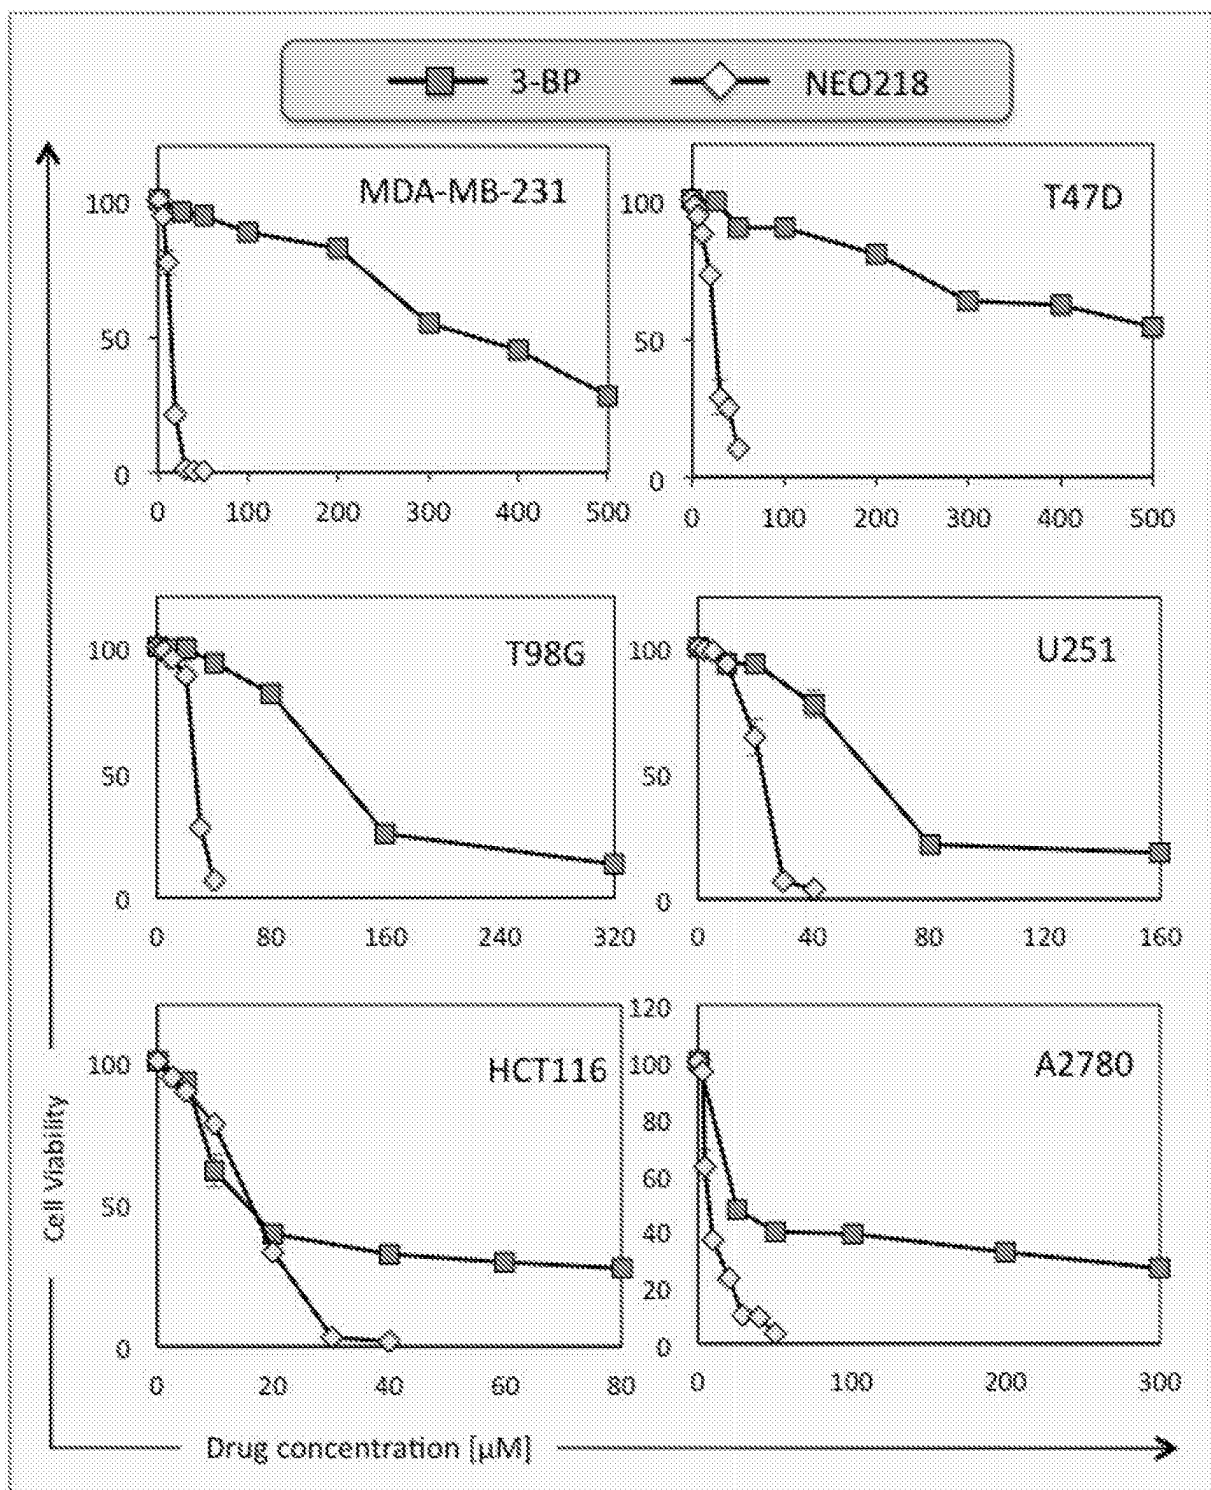 3-BP NEO218
MDA-MB-231
100
50
0
0 100 200 300 400 500
T47D
100
50
0
0 100 200 300 400 500
T98G
100
50
0
0 80 160 240 320
U251
100
50
0
0 40 80 120 160
HCT116
100
50
0
0 20 40 60 80
A2780
120
100
80
60
40
20
0
0 100 200 300
Cell Viability
Drug concentration [µM]